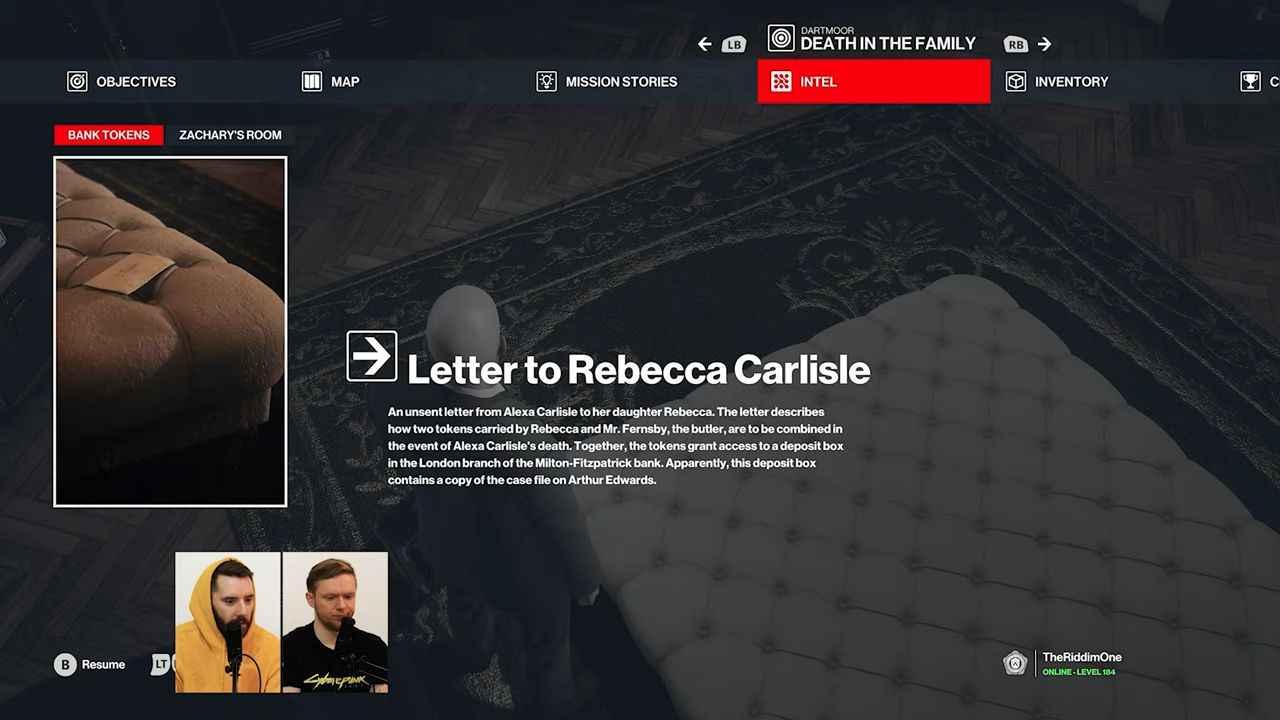 DARTMOOR
LB DEATH IN THE FAMILY RB
OBJECTIVES MAP MISSION STORIES INTEL INVENTORY C
BANK TOKENS ZACHARY'S ROOM
Letter to Rebecca Carlisle
An unsent letter from Alexa Carlisle to her daughter Rebecca. The letter describes
how two tokens carried by Rebecca and Mr. Fernsby, the butler, are to be combined in
the event of Alexa Carlisle's death. Together, the tokens grant access to a deposit box
in the London branch of the Milton-Fitzpatrick bank. Apparently, this deposit box
contains a copy of the case file on Arthur Edwards.
CYBERPUNK
B Resume LT
TheRiddimOne
ONLINE - LEVEL 184